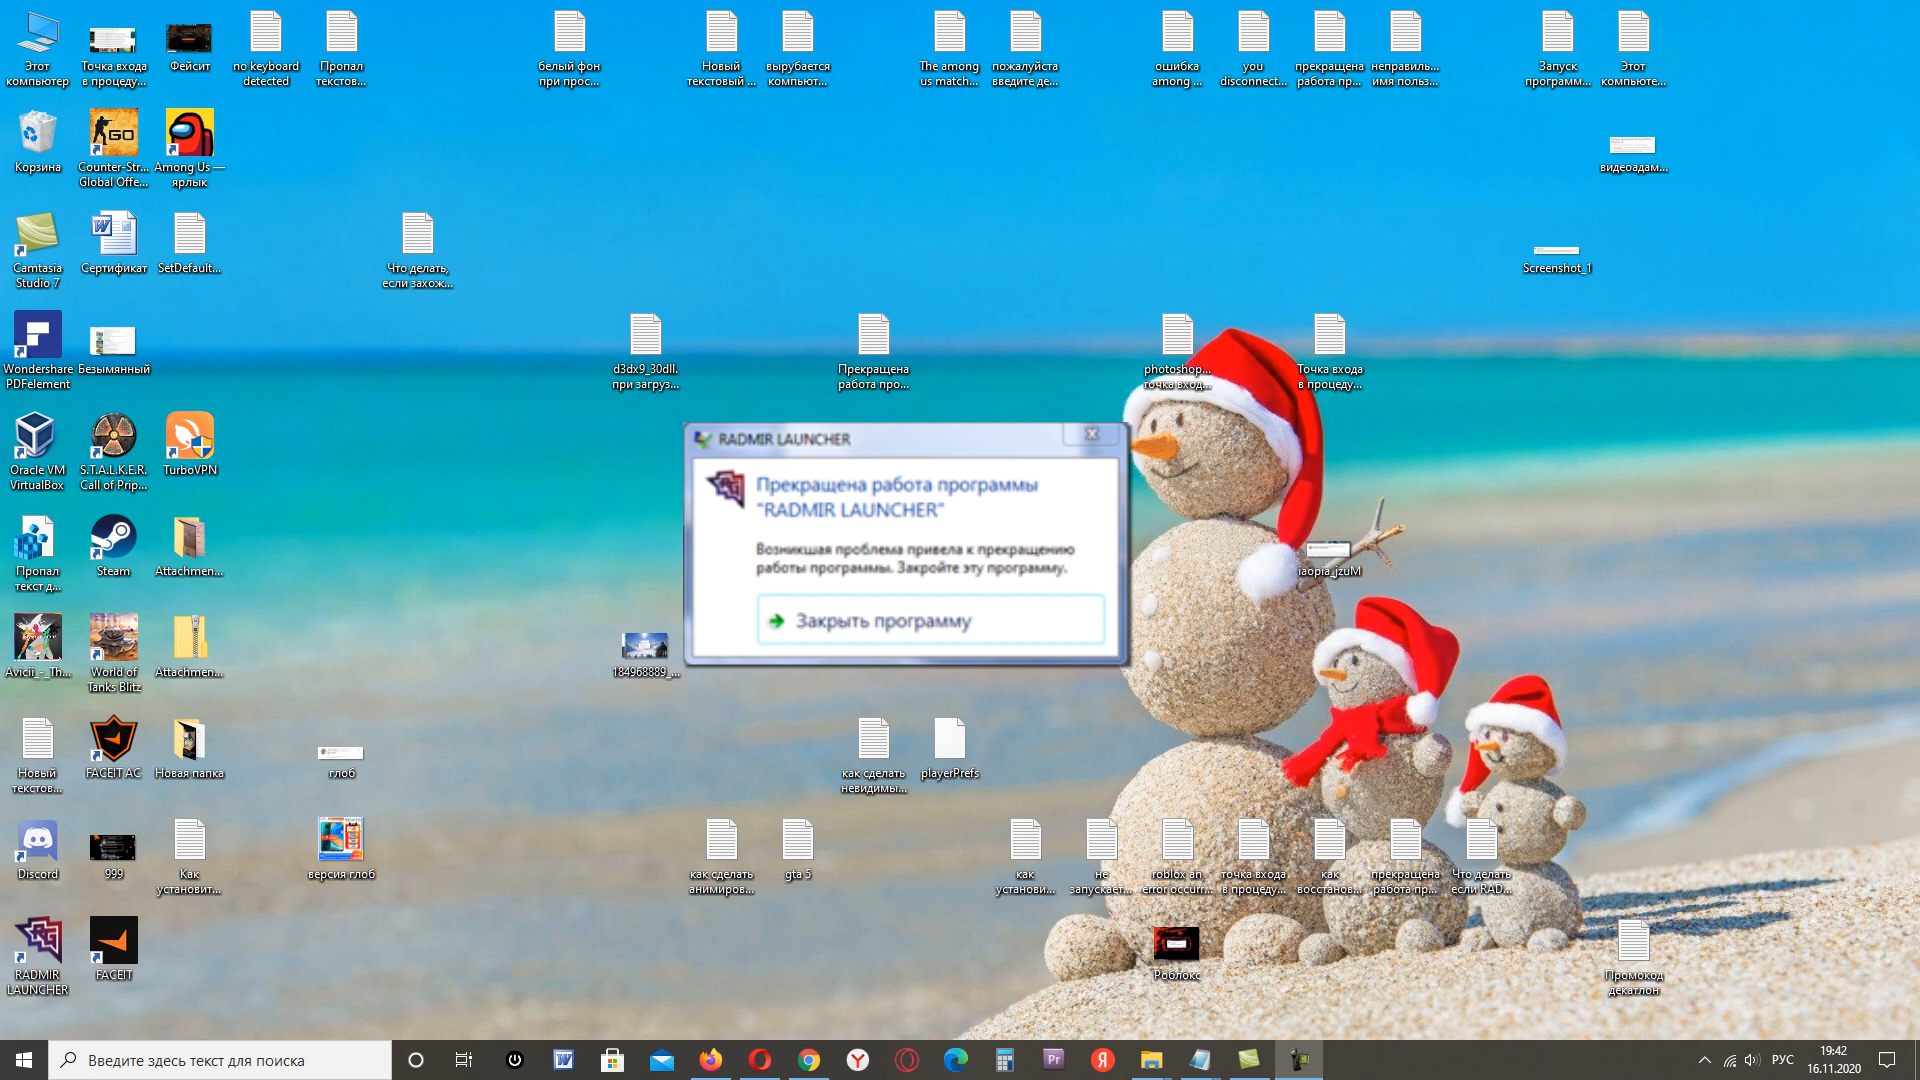 Этот
компьютер
Точка входа
в процеду...
Фейсит
no keyboard
detected
Пропал
текстов...
белый фон
при прос...
Новый
текстовый ...
вырубается
компьют...
The among
us match...
пожалуйста
введите де...
ошибка
among ...
you
disconnect...
прекращена
работа пр...
неправиль...
имя польз...
Запуск
программ...
Этот
компьюте...
Корзина
Counter-Str...
Global Offe...
GO
Among Us —
ярлык
видеоадам...
Camtasia
Studio 7
Сертификат
SetDefault...
Что делать,
если захож...
Screenshot_1
Wondershare
PDFelement
Безымянный
d3dx9_30dll.
при загруз...
Прекращена
работа про...
photoshop...
точка вход...
Точка входа
в процеду...
Oracle VM
VirtualBox
S.T.A.L.K.E.R.
Call of Prip...
TurboVPN
RADMIR LAUNCHER
Прекращена работа программы
"RADMIR LAUNCHER"
Возникшая проблема привела к прекращению
работы программы. Закройте эту программу.
Закрыть программу
Пропал
текст д...
Steam
Attachmen...
iaopia_jzuM
Avicii_-_Th...
World of
Tanks Blitz
Attachmen...
184968889_...
Новый
текстов...
FACEIT AC
Новая папка
глоб
как сделать
невидимы...
playerPrefs
Discord
999
Как
установит...
версия глоб
как сделать
анимиров...
gta 5
как
установи...
не
запускает...
roblox an
error occurr...
точка входа
в процеду...
как
восстанов...
прекращена
работа пр...
Что делать
если RAD...
RADMIR
LAUNCHER
FACEIT
Роблокс
Промокод
декатлон
Введите здесь текст для поиска
W
Y
Pr
Я
РУС
19:42
16.11.2020